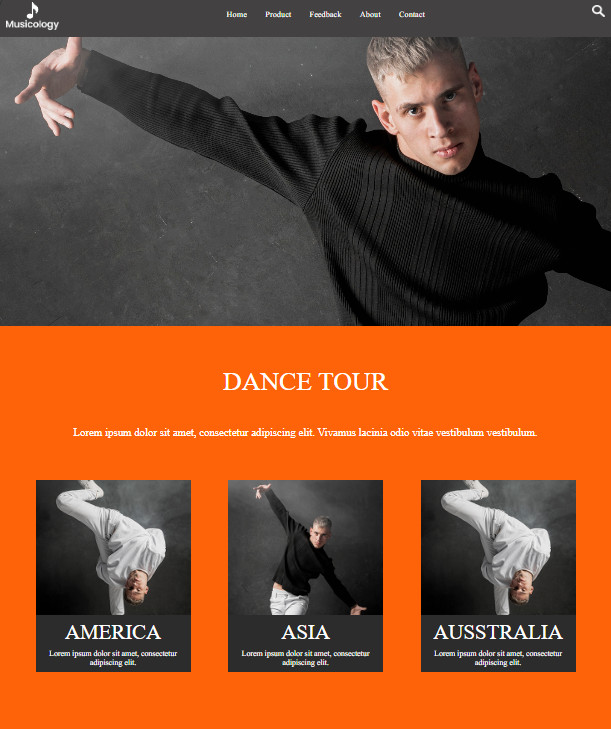 Musicology
Home Product Feedback About Contact
DANCE TOUR
Lorem ipsum dolor sit amet, consectetur adipiscing elit. Vivamus lacinia odio vitae vestibulum vestibulum.
AMERICA
Lorem ipsum dolor sit amet, consectetur
adipiscing elit.
ASIA
Lorem ipsum dolor sit amet, consectetur
adipiscing elit.
AUSSTRALIA
Lorem ipsum dolor sit amet, consectetur
adipiscing elit.